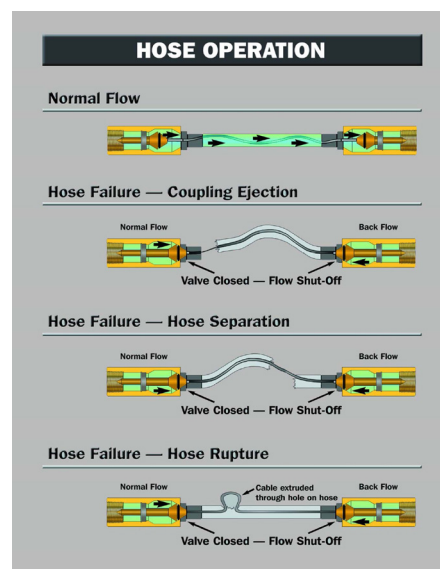 HOSE OPERATION
Normal Flow
Hose Failure — Coupling Ejection
Normal Flow
Back Flow
Valve Closed — Flow Shut-Off
Hose Failure — Hose Separation
Normal Flow
Back Flow
Valve Closed — Flow Shut-Off
Hose Failure — Hose Rupture
Normal Flow
Cable extruded
through hole on hose
Back Flow
Valve Closed — Flow Shut-Off